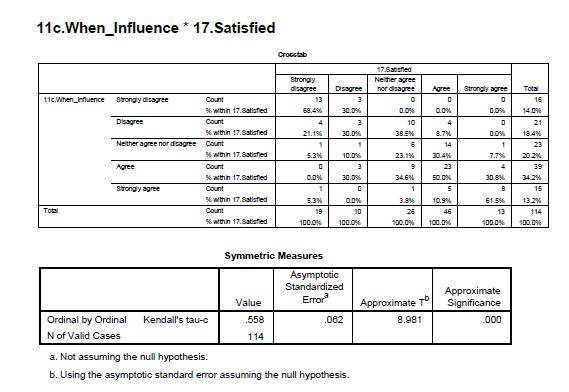 11c.When_Influence * 17.Satisfied
Crosstab
17.Satisfied
Strongly disagree Disagree Neither agree nor disagree Agree Strongly agree Total
11c.When_Influence Strongly disagree Count 13 3 0 0 0 16
% within 17.Satisfied 68.4% 30.0% 0.0% 0.0% 0.0% 14.0%
Disagree Count 4 3 10 4 0 21
% within 17.Satisfied 21.1% 30.0% 38.5% 8.7% 0.0% 18.4%
Neither agree nor disagree Count 1 1 6 14 1 23
% within 17.Satisfied 5.3% 10.0% 23.1% 30.4% 7.7% 20.2%
Agree Count 0 3 9 23 4 39
% within 17.Satisfied 0.0% 30.0% 34.6% 50.0% 30.8% 34.2%
Strongly agree Count 1 0 1 5 8 15
% within 17.Satisfied 5.3% 0.0% 3.8% 10.9% 61.5% 13.2%
Total Count 19 10 26 46 13 114
% within 17.Satisfied 100.0% 100.0% 100.0% 100.0% 100.0% 100.0%
Symmetric Measures
Value Asymptotic Standardized Error^a Approximate T^b Approximate Significance
Ordinal by Ordinal Kendall's tau-c .558 .062 8.981 .000
N of Valid Cases 114
a. Not assuming the null hypothesis.
b. Using the asymptotic standard error assuming the null hypothesis.